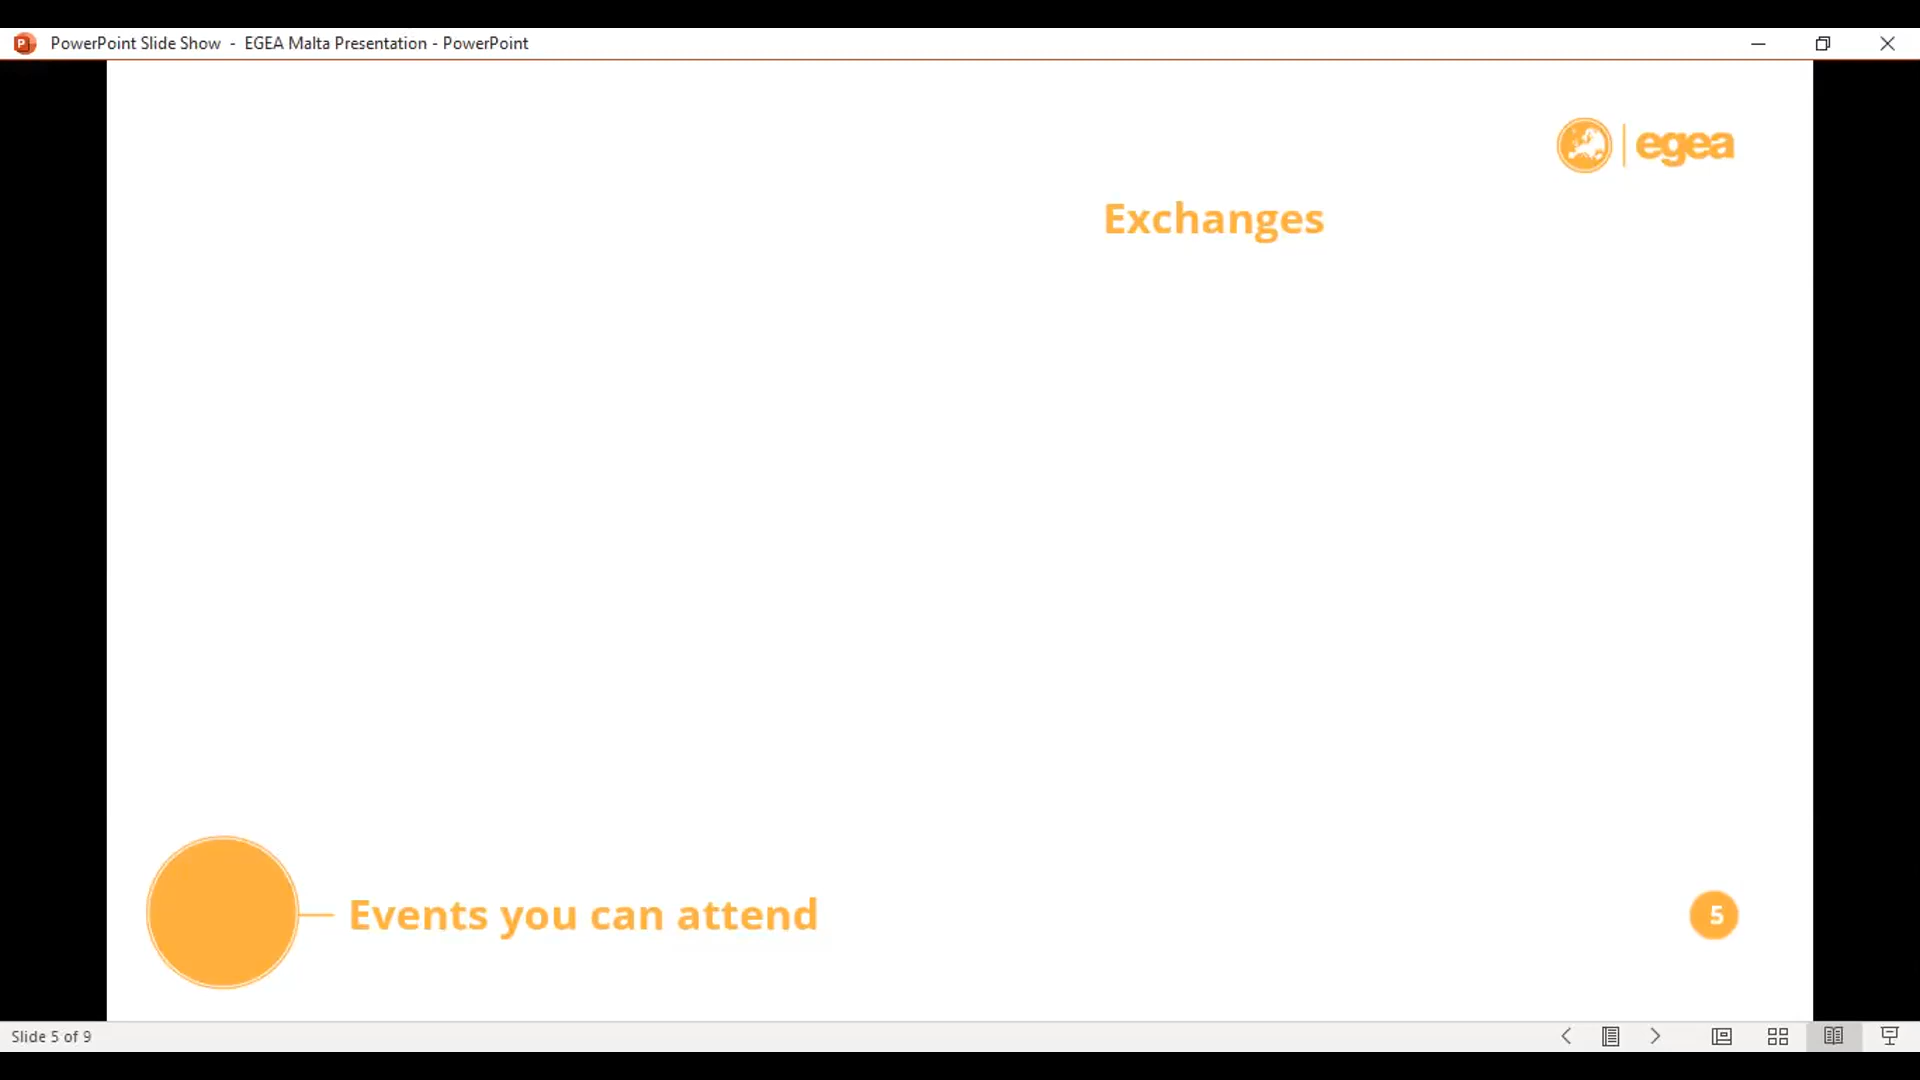 PowerPoint Slide Show - EGEA Malta Presentation - PowerPoint
egea
Exchanges
Events you can attend
5
Slide 5 of 9